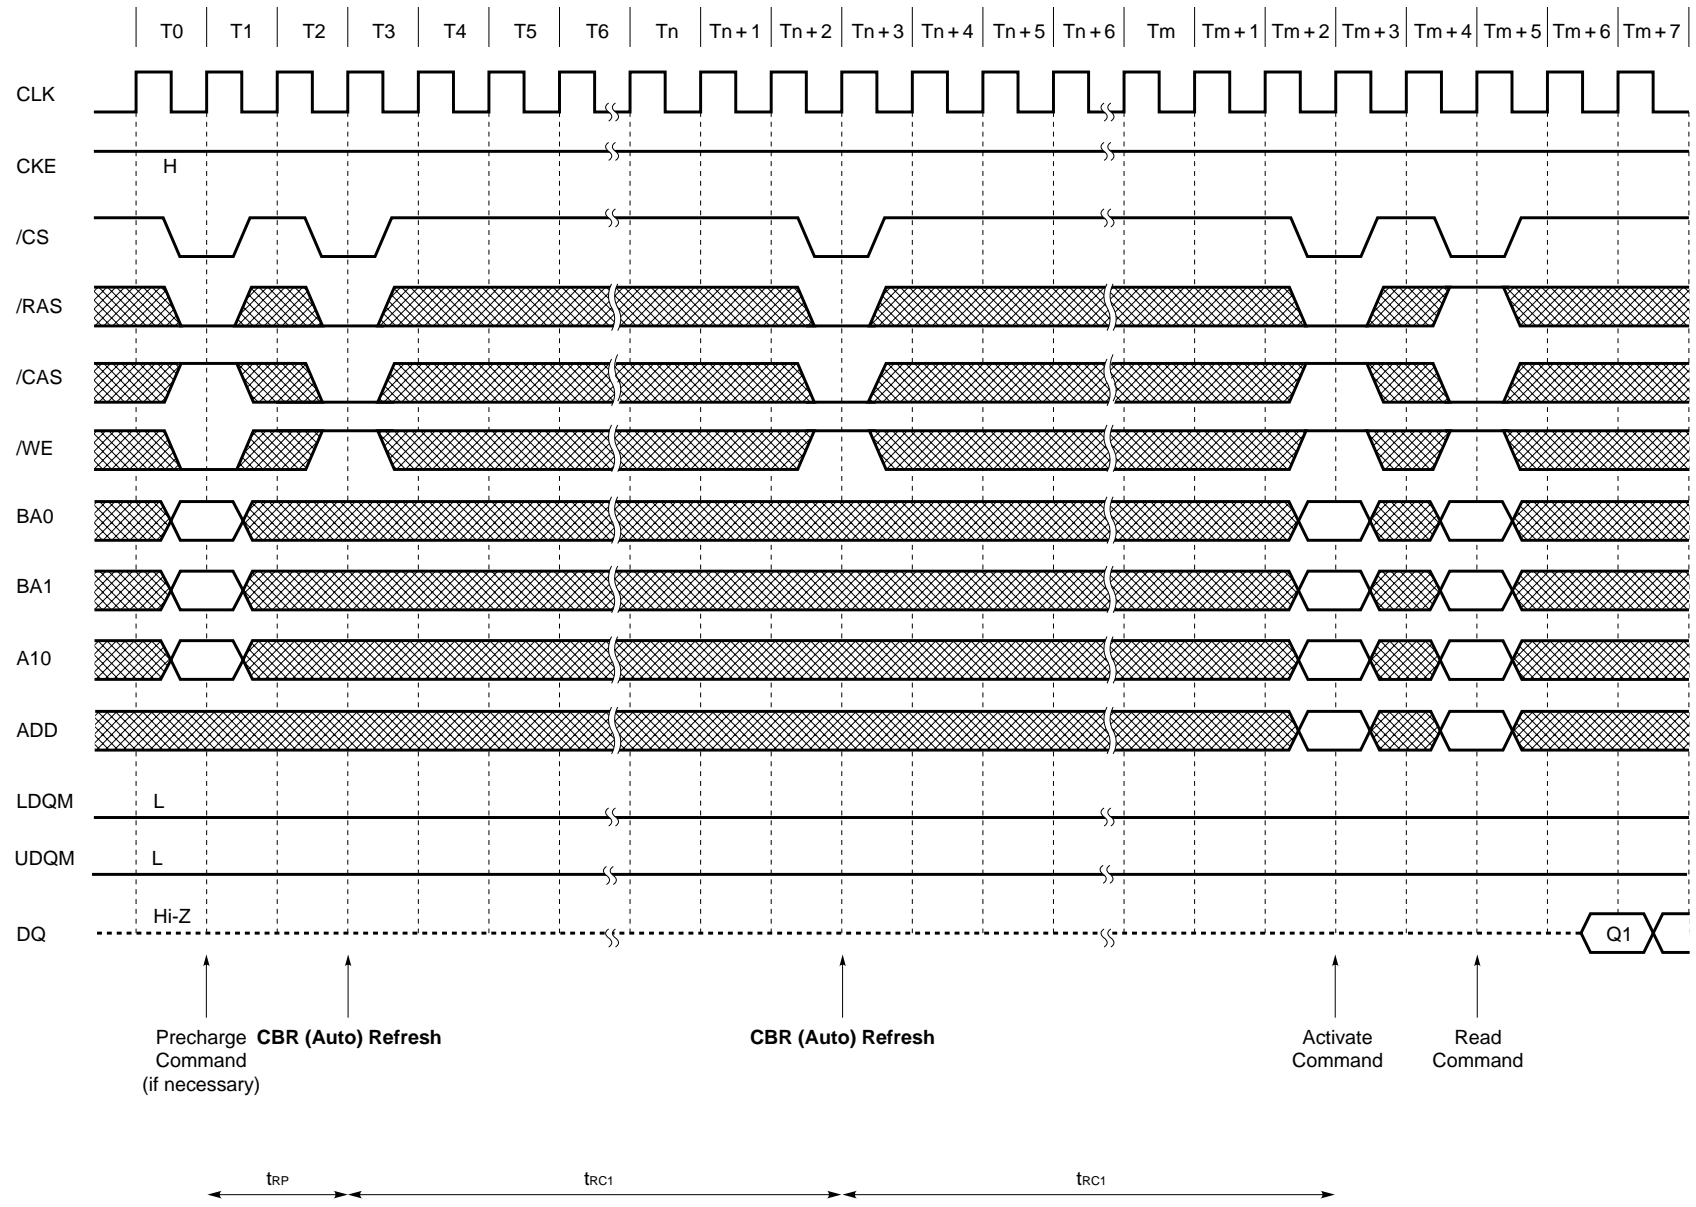 T0 T1 T2 T3 T4 T5 T6 Tn Tn + 1 Tn + 2 Tn + 3 Tn + 4 Tn + 5 Tn + 6 Tm Tm + 1 Tm + 2 Tm + 3 Tm + 4 Tm + 5 Tm + 6 Tm + 7
CLK
CKE H
/CS
/RAS
/CAS
/WE
BA0
BA1
A10
ADD
LDQM L
UDQM L
Hi-Z
DQ Q1
Precharge
Command
(if necessary)
CBR (Auto) Refresh
CBR (Auto) Refresh
Activate
Command
Read
Command
tRP tRC1 tRC1